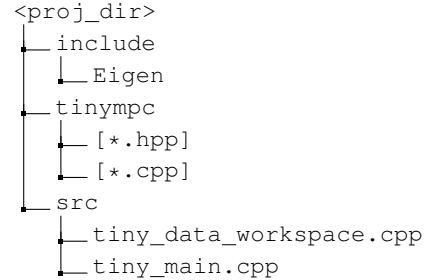 <proj_dir>
include
Eigen
tinympc
[*.hpp]
[*.cpp]
src
tiny_data_workspace.cpp
tiny_main.cpp